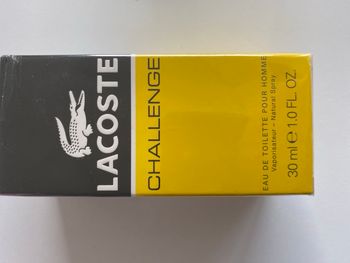 LACOSTE
CHALLENGE
EAU DE TOILETTE POUR HOMME
Vaporisateur - Natural Spray
30 ml e 1.0 FL. OZ.